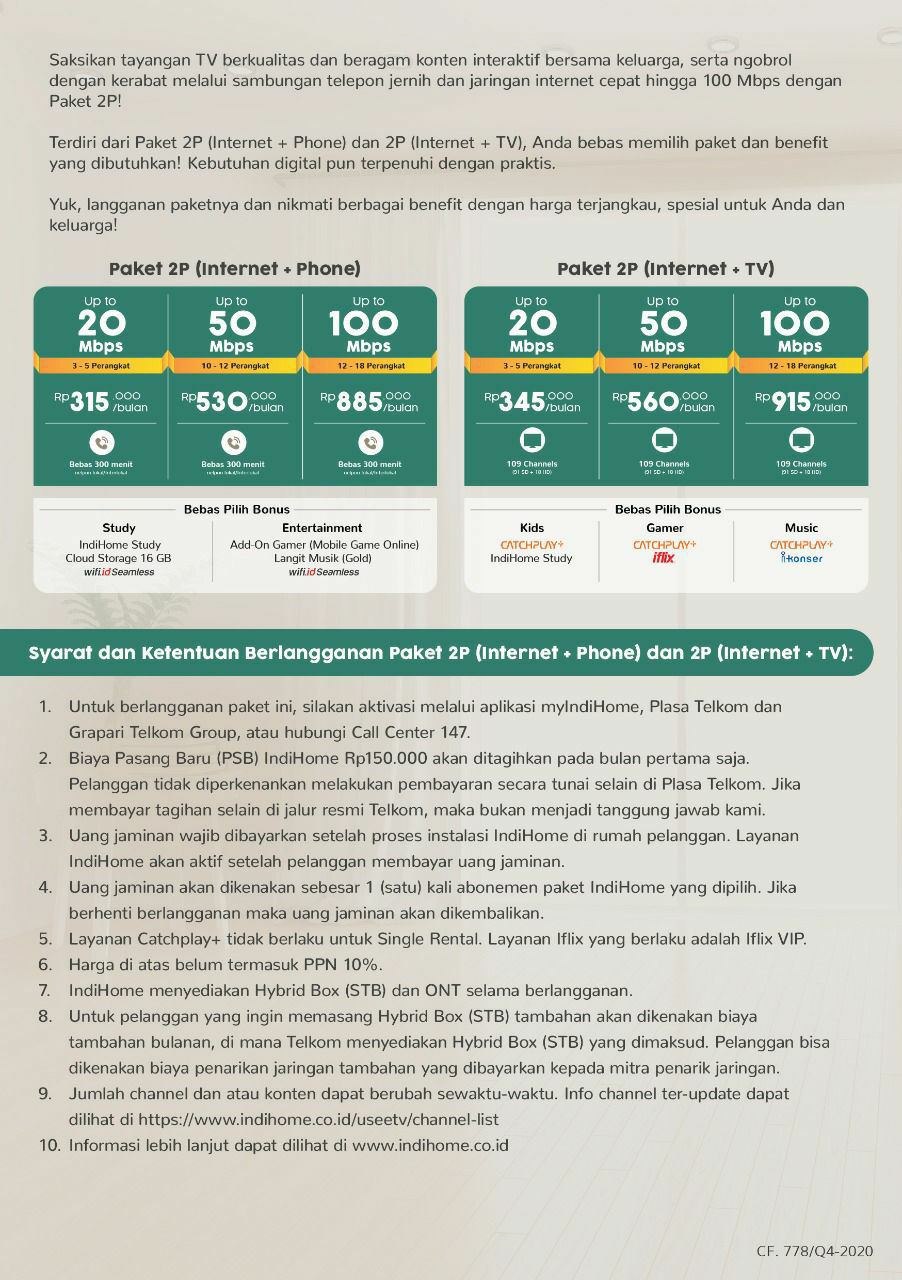 Saksikan tayangan TV berkualitas dan beragam konten interaktif bersama keluarga, serta ngobrol
dengan kerabat melalui sambungan telepon jernih dan jaringan internet cepat hingga 100 Mbps dengan
Paket 2P!
Terdiri dari Paket 2P (Internet + Phone) dan 2P (Internet + TV), Anda bebas memilih paket dan benefit
yang dibutuhkan! Kebutuhan digital pun terpenuhi dengan praktis.
Yuk, langganan paketnya dan nikmati berbagai benefit dengan harga terjangkau, spesial untuk Anda dan
keluarga!
Paket 2P (Internet + Phone)
Up to
20
Mbps
3 - 5 Perangkat
Rp315.000
/bulan
Bebas 300 menit
telpon lokal/interlokal
Up to
50
Mbps
10 - 12 Perangkat
Rp530.000
/bulan
Bebas 300 menit
telpon lokal/interlokal
Up to
100
Mbps
12 - 18 Perangkat
Rp885.000
/bulan
Bebas 300 menit
telpon lokal/interlokal
Bebas Pilih Bonus
Study
IndiHome Study
Cloud Storage 16 GB
wifi.id Seamless
Entertainment
Add-On Gamer (Mobile Game Online)
Langit Musik (Gold)
wifi.id Seamless
Paket 2P (Internet + TV)
Up to
20
Mbps
3 - 5 Perangkat
Rp345.000
/bulan
109 Channels
(91 SD + 18 HD)
Up to
50
Mbps
10 - 12 Perangkat
Rp560.000
/bulan
109 Channels
(91 SD + 18 HD)
Up to
100
Mbps
12 - 18 Perangkat
Rp915.000
/bulan
109 Channels
(91 SD + 18 HD)
Bebas Pilih Bonus
Kids
CATCHPLAY+
IndiHome Study
Gamer
CATCHPLAY+
iflix
Music
CATCHPLAY+
i-konser
Syarat dan Ketentuan Berlangganan Paket 2P (Internet + Phone) dan 2P (Internet + TV):
1. Untuk berlangganan paket ini, silakan aktivasi melalui aplikasi myIndiHome, Plasa Telkom dan
Grapari Telkom Group, atau hubungi Call Center 147.
2. Biaya Pasang Baru (PSB) IndiHome Rp150.000 akan ditagihkan pada bulan pertama saja.
Pelanggan tidak diperkenankan melakukan pembayaran secara tunai selain di Plasa Telkom. Jika
membayar tagihan selain di jalur resmi Telkom, maka bukan menjadi tanggung jawab kami.
3. Uang jaminan wajib dibayarkan setelah proses instalasi IndiHome di rumah pelanggan. Layanan
IndiHome akan aktif setelah pelanggan membayar uang jaminan.
4. Uang jaminan akan dikenakan sebesar 1 (satu) kali abonemen paket IndiHome yang dipilih. Jika
berhenti berlangganan maka uang jaminan akan dikembalikan.
5. Layanan Catchplay+ tidak berlaku untuk Single Rental. Layanan Iflix yang berlaku adalah Iflix VIP.
6. Harga di atas belum termasuk PPN 10%.
7. IndiHome menyediakan Hybrid Box (STB) dan ONT selama berlangganan.
8. Untuk pelanggan yang ingin memasang Hybrid Box (STB) tambahan akan dikenakan biaya
tambahan bulanan, di mana Telkom menyediakan Hybrid Box (STB) yang dimaksud. Pelanggan bisa
dikenakan biaya penarikan jaringan tambahan yang dibayarkan kepada mitra penarik jaringan.
9. Jumlah channel dan atau konten dapat berubah sewaktu-waktu. Info channel ter-update dapat
dilihat di https://www.indihome.co.id/useetv/channel-list
10. Informasi lebih lanjut dapat dilihat di www.indihome.co.id
CF. 778/Q4-2020